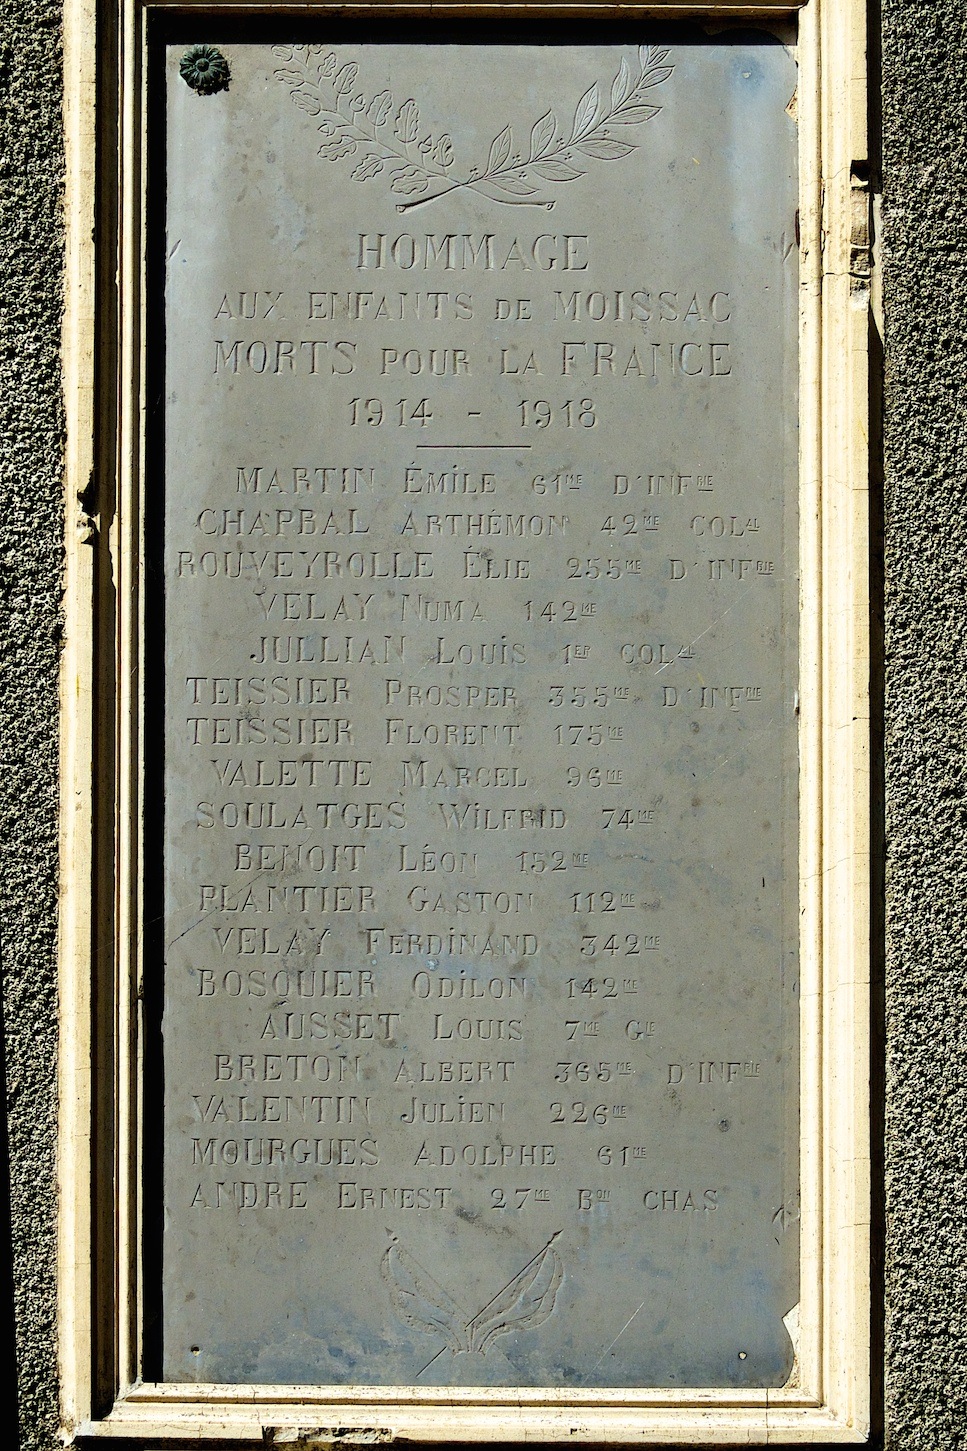 HOMMAGE
AUX ENFANTS DE MOISSAC
MORTS POUR LA FRANCE
1914 - 1918
MARTIN ÉMILE 61ME D'INFRIE
CHAPBAL ARTHÉMON 42ME COLAL
ROUVEYROLLE ÉLIE 255ME D'INFRIE
VELAY NUMA 142ME
JULLIAN LOUIS 1ER COLAL
TEISSIER PROSPER 355ME D'INFRIE
TEISSIER FLORENT 175ME
VALETTE MARCEL 96ME
SOULATGES WILFRID 74ME
BENOIT LÉON 152ME
PLANTIER GASTON 112ME
VELAY FERDINAND 342ME
BOSQUIER ODILON 142ME
AUSSET LOUIS 7ME GIE
BRETON ALBERT 365ME D'INFRIE
VALENTIN JULIEN 226ME
MOURGUES ADOLPHE 61ME
ANDRE ERNEST 27ME BON CHAS